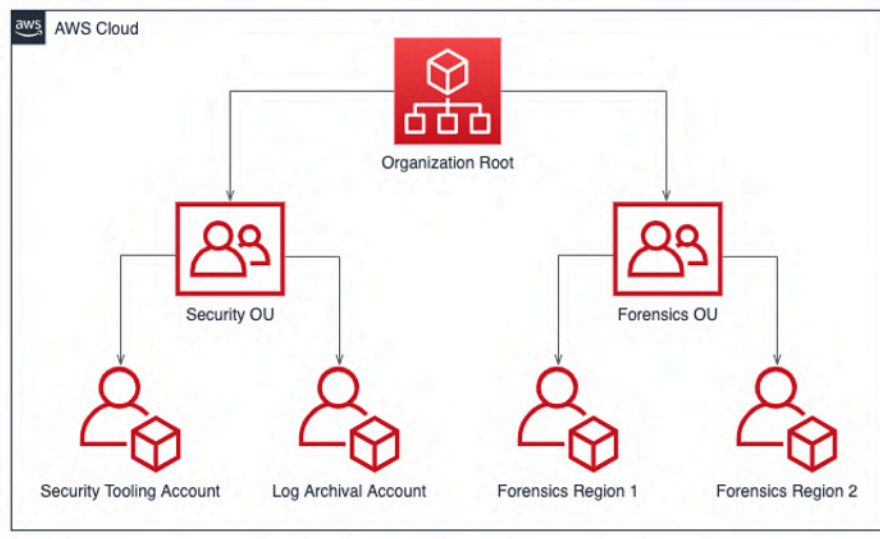 aws
AWS Cloud
Organization Root
Security OU
Forensics OU
Security Tooling Account
Log Archival Account
Forensics Region 1
Forensics Region 2